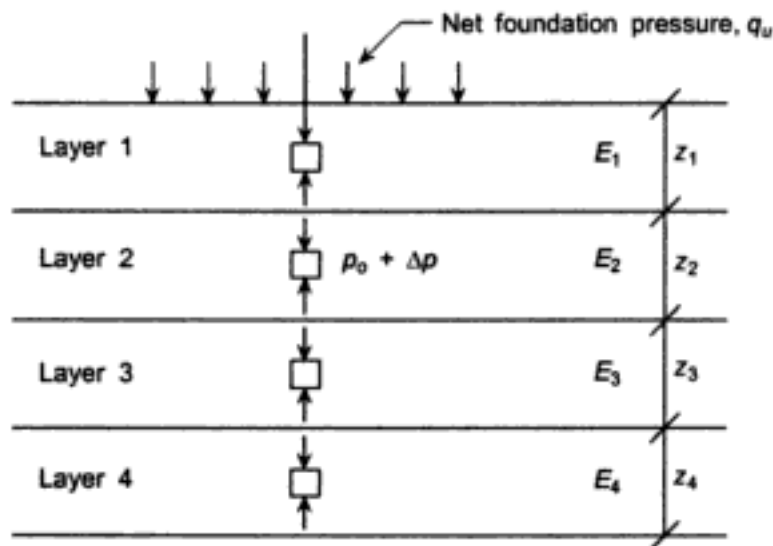 Net foundation pressure, qu
Layer 1 E1 z1
Layer 2 po + Δp E2 z2
Layer 3 E3 z3
Layer 4 E4 z4